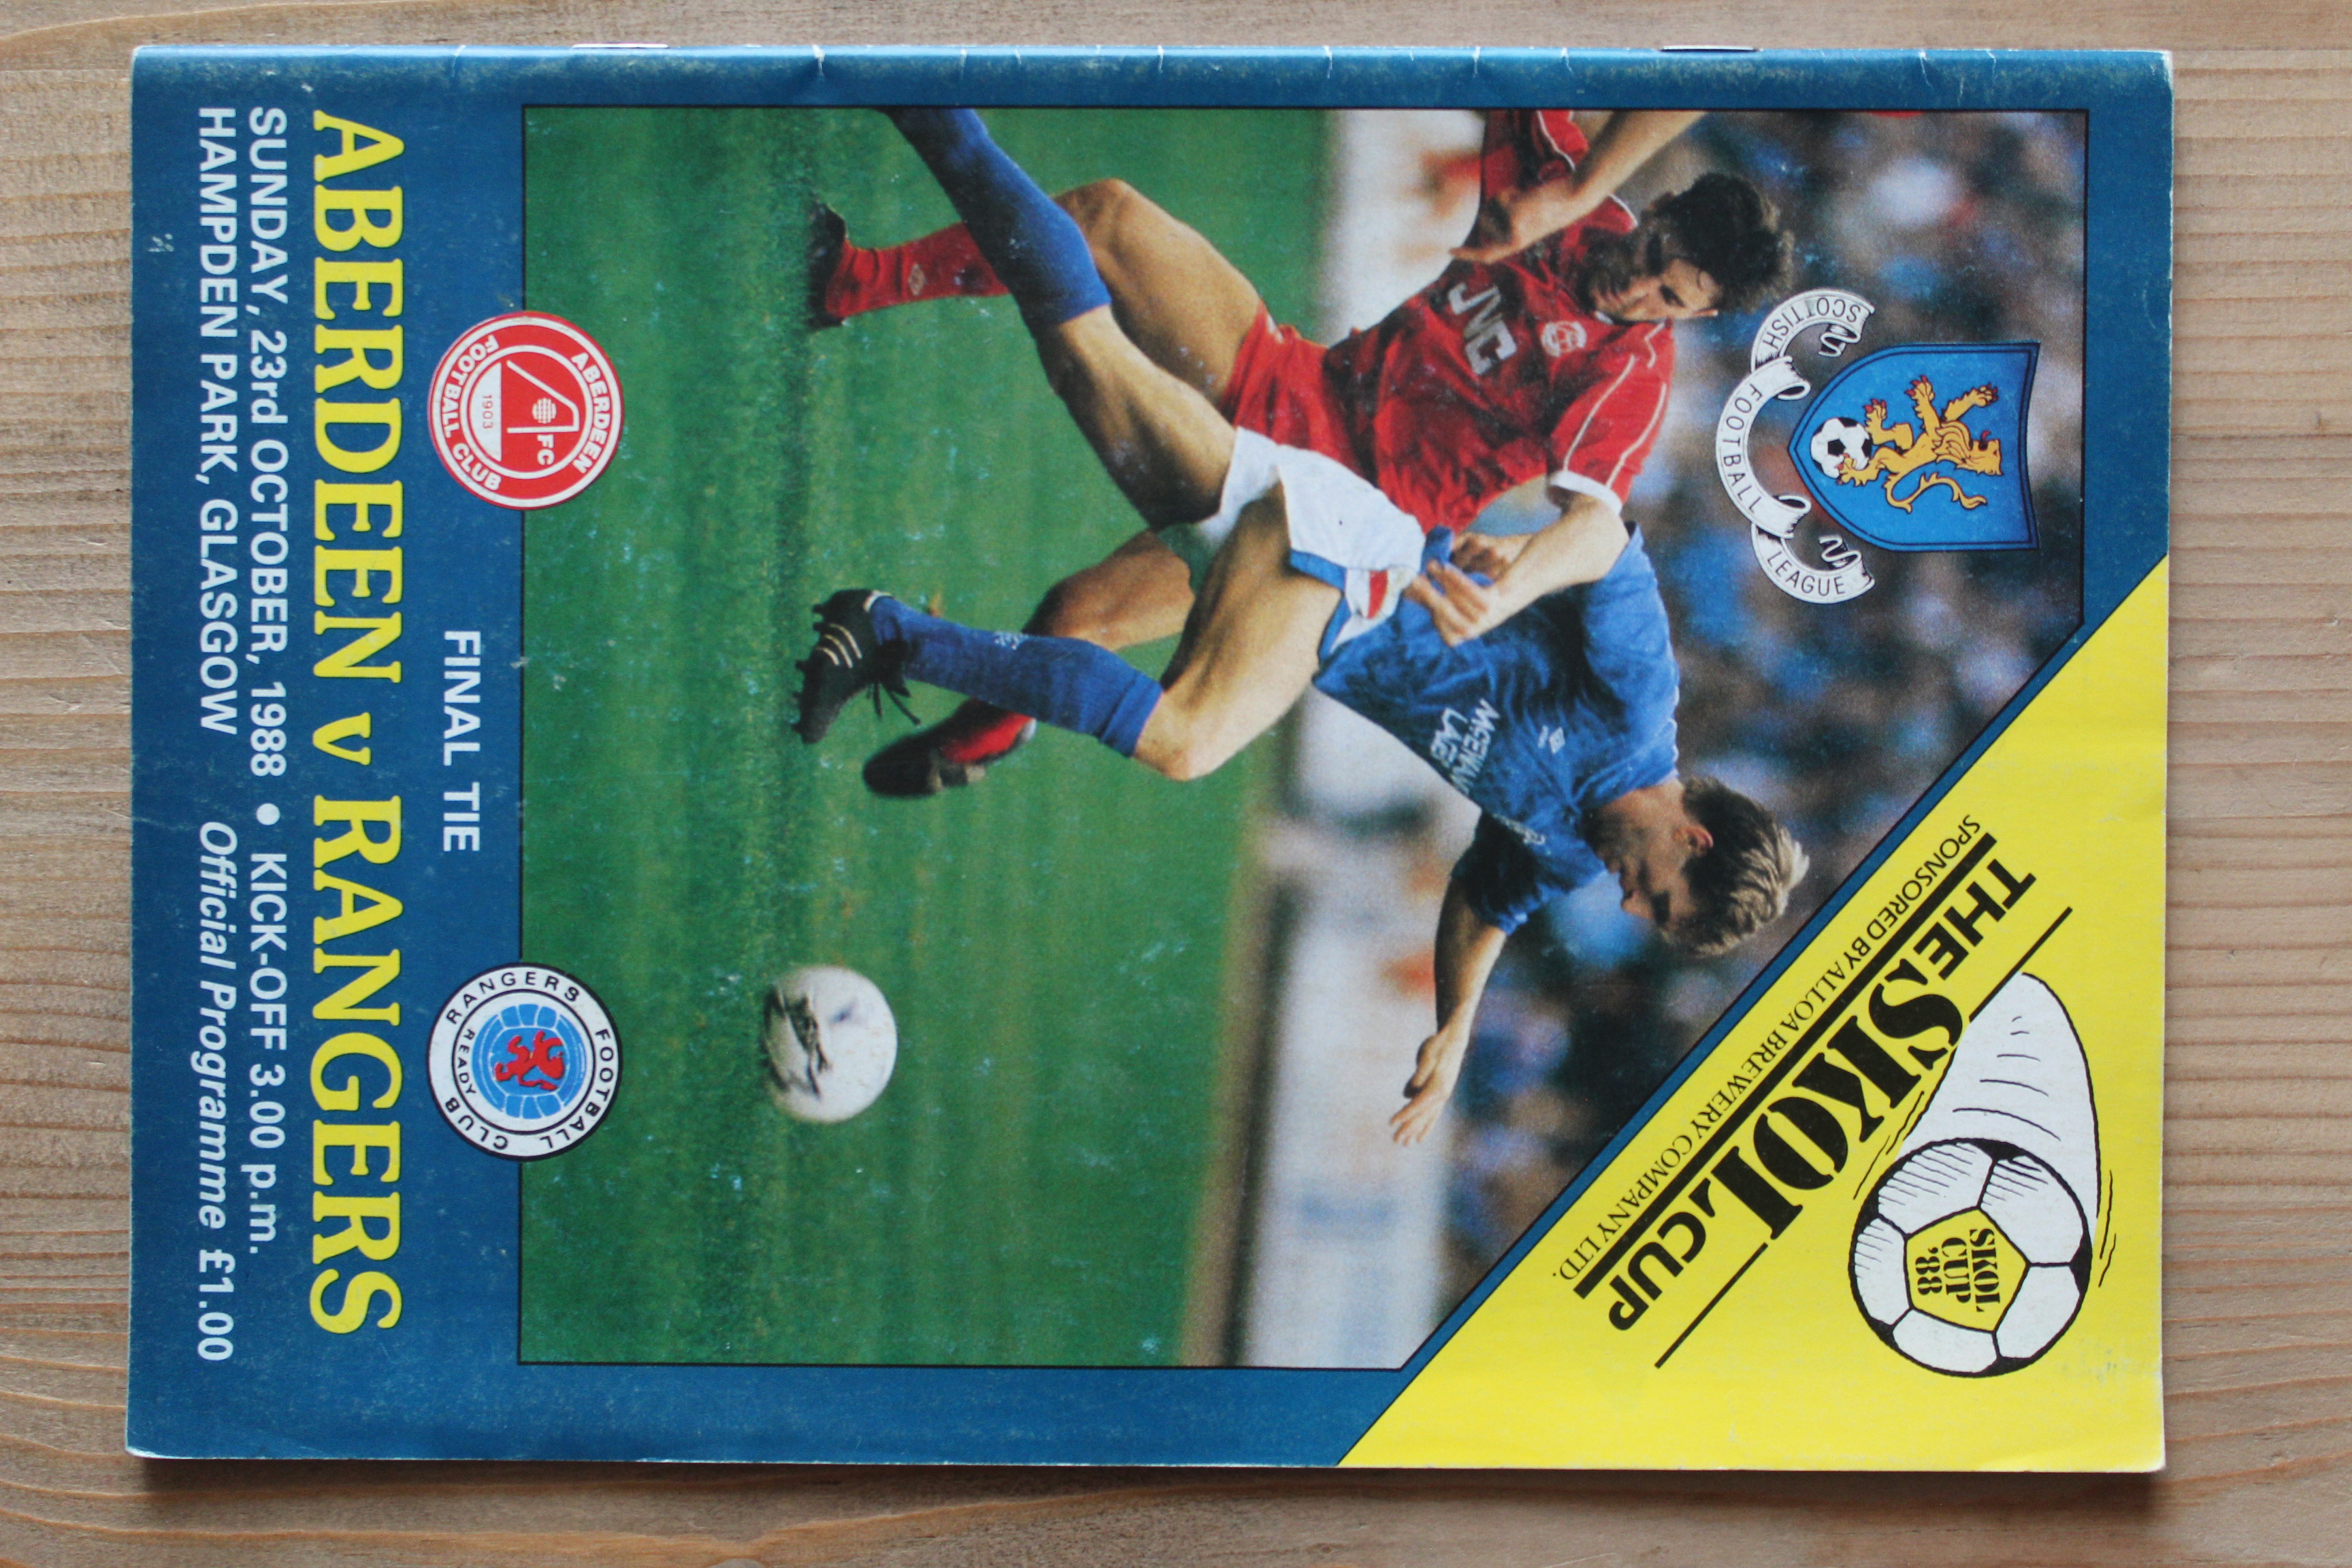 THE SKOL CUP
SPONSORED BY ALLOA BREWERY COMPANY LTD.
SKOL
CUP
'88
SCOTTISH FOOTBALL LEAGUE
JVC
ABERDEEN
FOOTBALL CLUB
AFC
1903
RANGERS FOOTBALL CLUB
READY
FINAL TIE
ABERDEEN v RANGERS
SUNDAY, 23rd OCTOBER, 1988 ● KICK-OFF 3.00 p.m.
HAMPDEN PARK, GLASGOW Official Programme £1.00